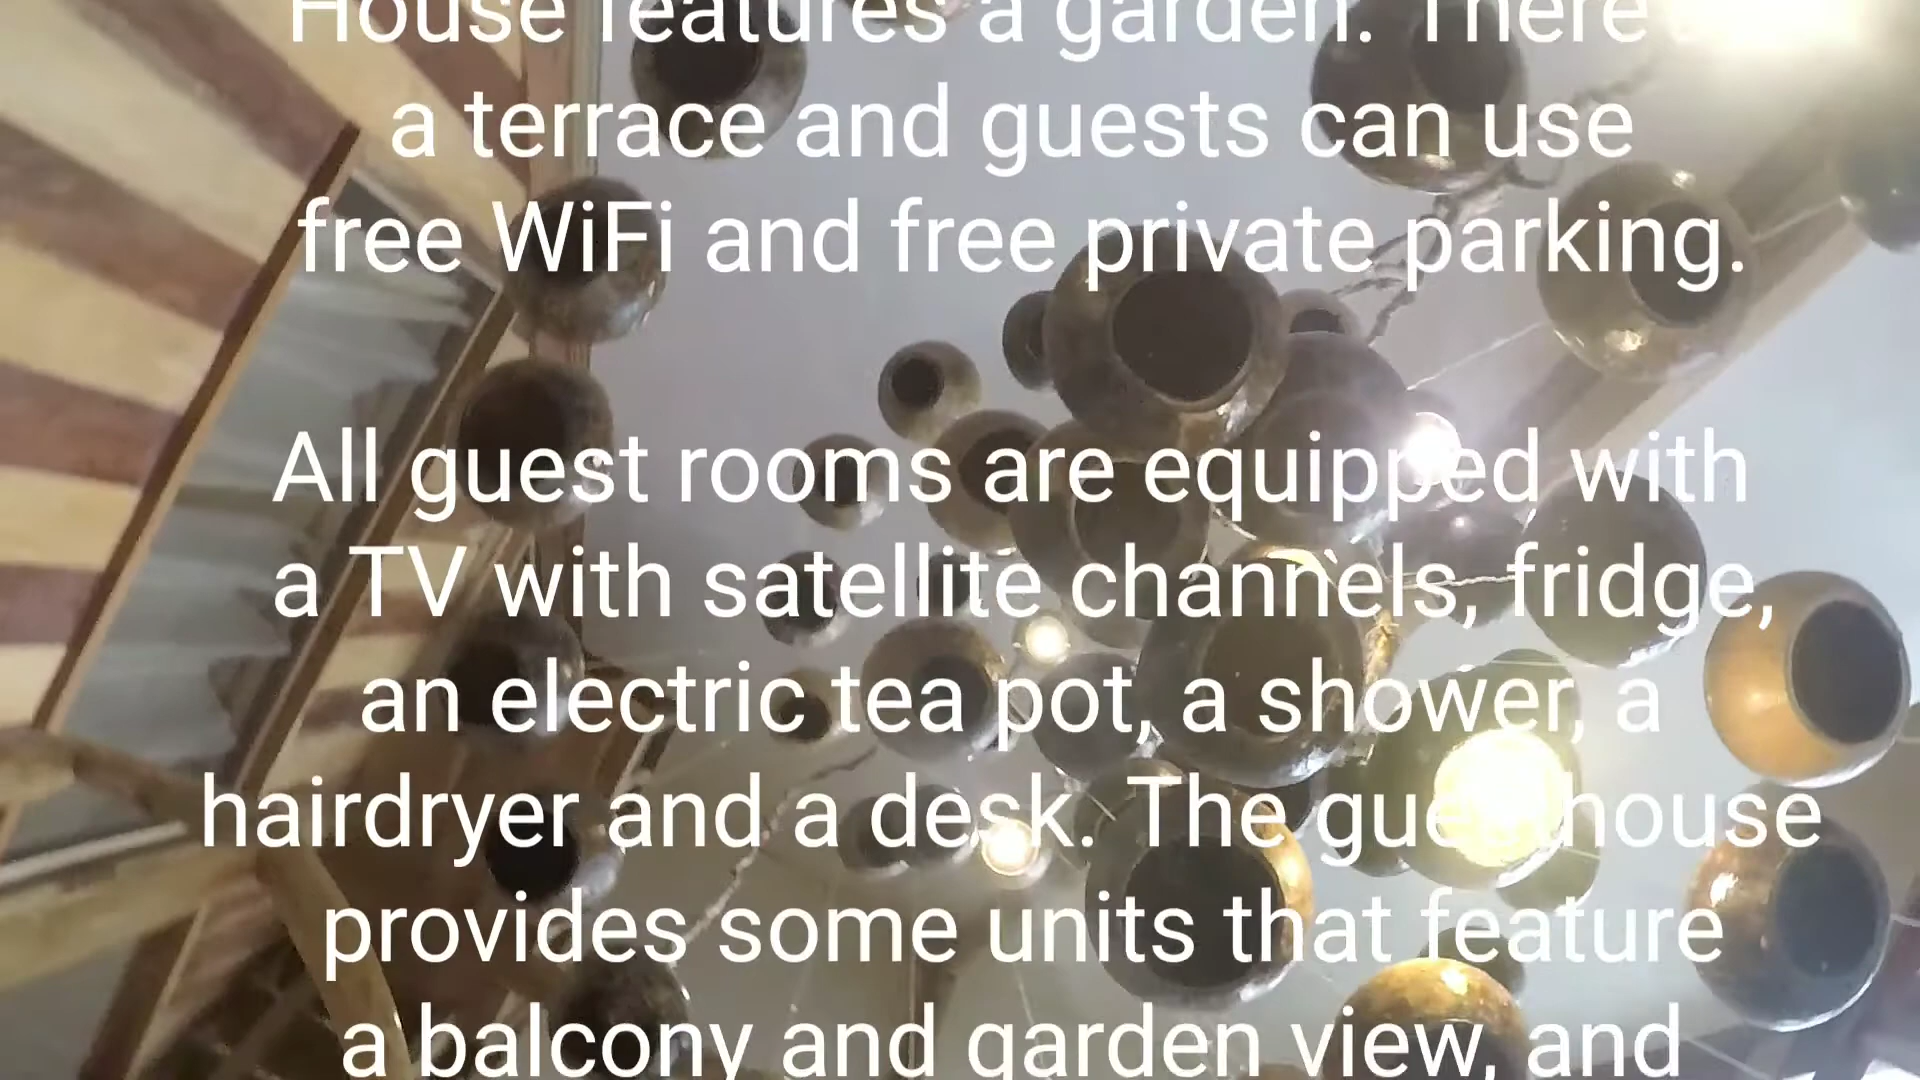 House features a garden. There
a terrace and guests can use
free WiFi and free private parking.
All guest rooms are equipped with
a TV with satellite channels, fridge,
an electric tea pot, a shower, a
hairdryer and a desk. The guesthouse
provides some units that feature
a balcony and garden view, and